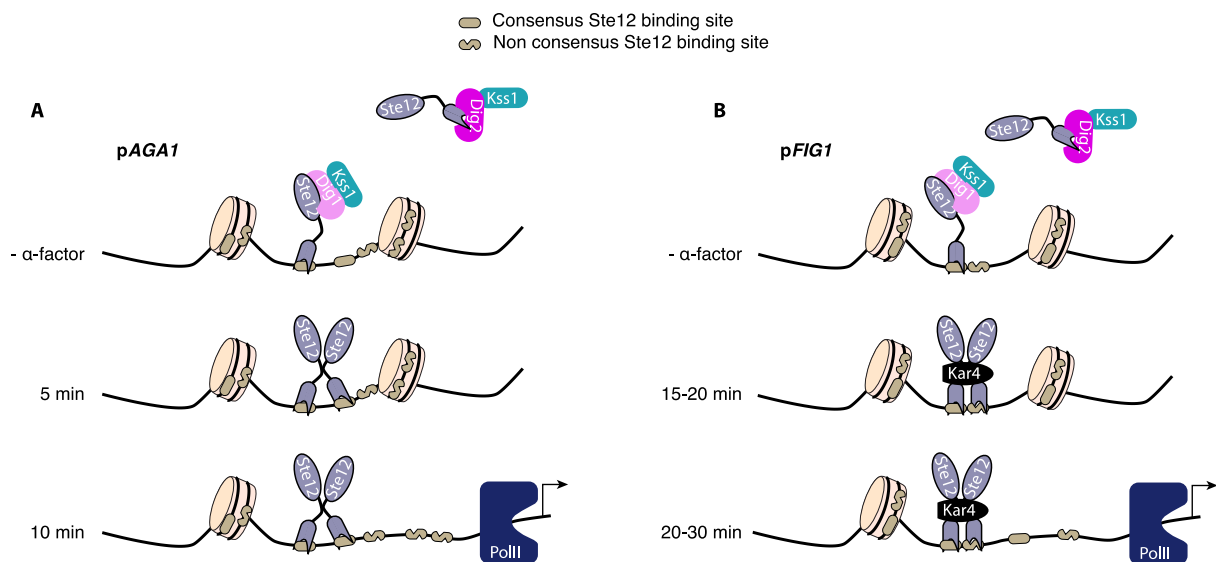 Consensus Ste12 binding site
Non consensus Ste12 binding site
A
pAGA1
Ste12
Dig2
Kss1
Ste12
Dig1
Kss1
- α-factor
5 min
Ste12
Ste12
10 min
Ste12
Ste12
PolII
B
pFIG1
Ste12
Dig2
Kss1
Ste12
Dig1
Kss1
- α-factor
15-20 min
Ste12
Ste12
Kar4
20-30 min
Ste12
Ste12
Kar4
PolII